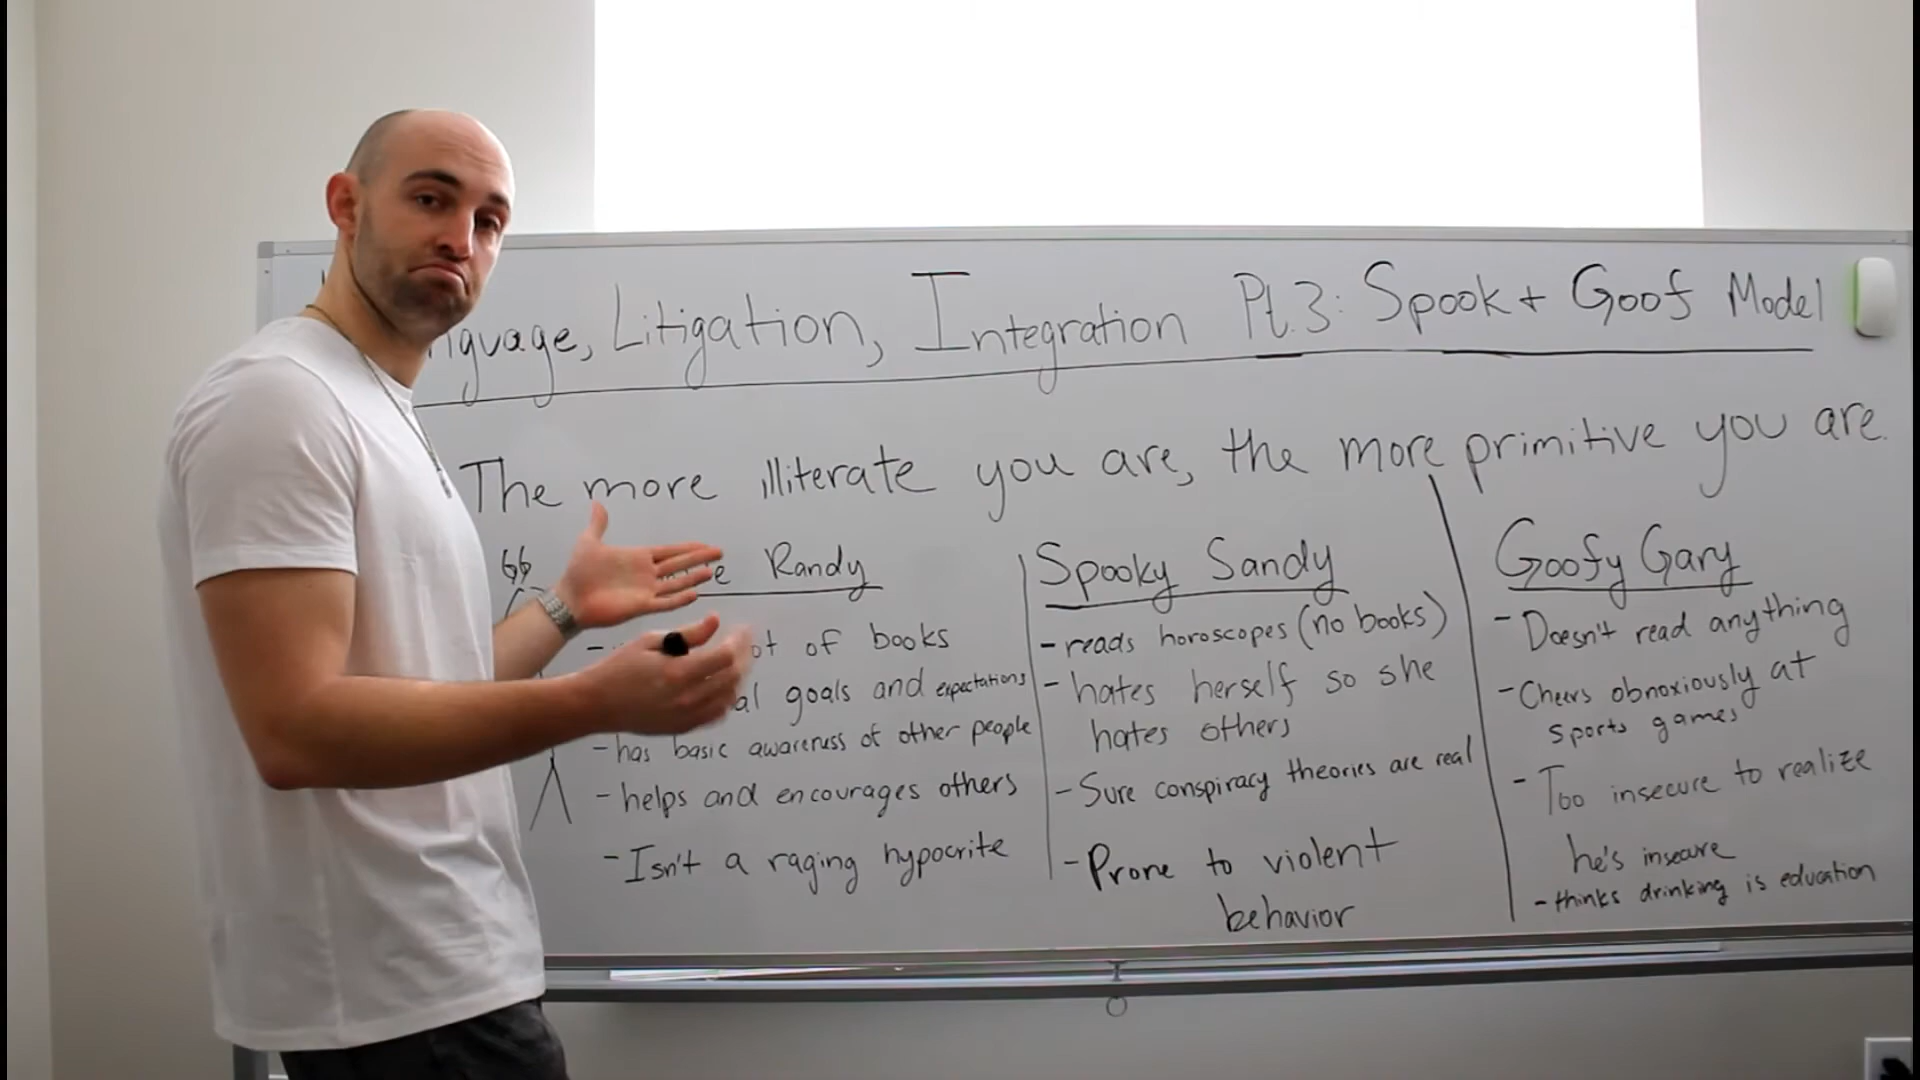 nguage, Litigation, Integration Pt.3: Spook + Goof Model
The more illiterate you are, the more primitive you are.
Randy
- of books
goals and expectations
- has basic awareness of other people
- helps and encourages others
- Isn't a raging hypocrite
Spooky Sandy
- reads horoscopes (no books)
- hates herself so she
hates others
- Sure conspiracy theories are real
- Prone to violent
behavior
Goofy Gary
- Doesn't read anything
- Cheers obnoxiously at
sports games
- Too insecure to realize
he's insecure
- thinks drinking is education